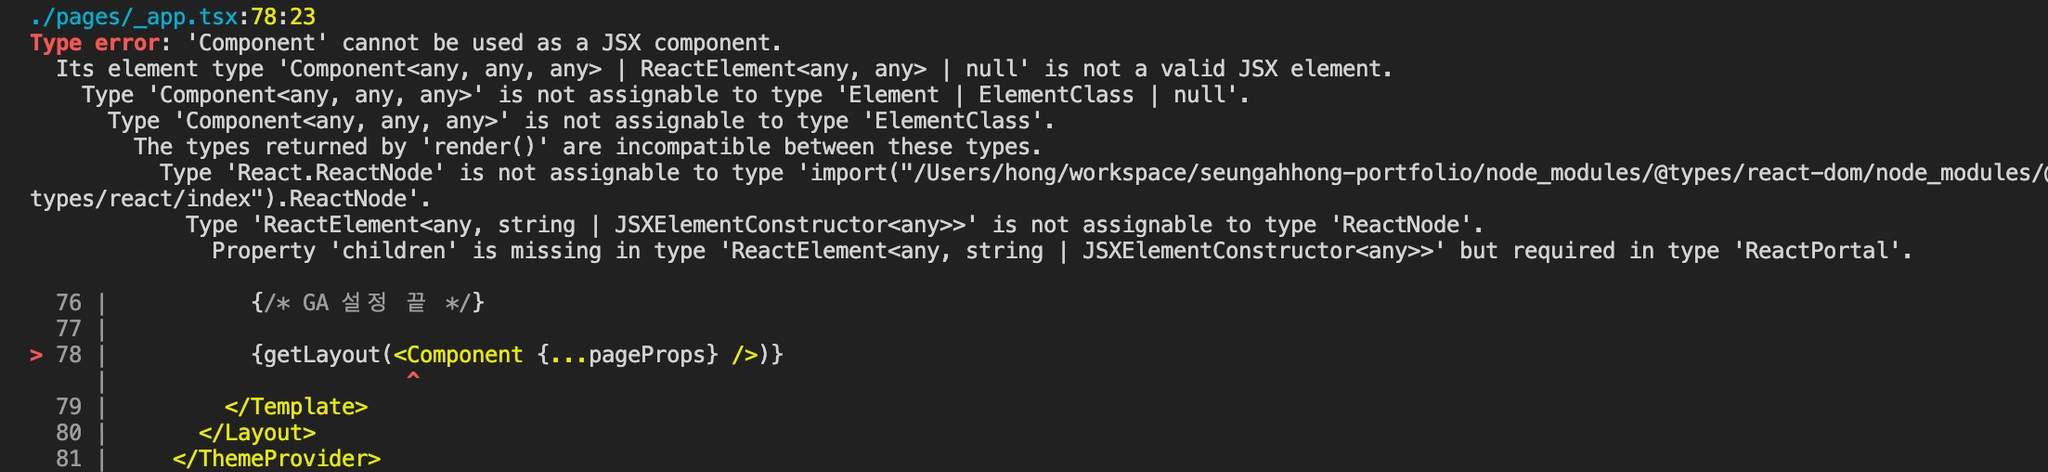 ./pages/_app.tsx:78:23
Type error: 'Component' cannot be used as a JSX component.
  Its element type 'Component<any, any, any> | ReactElement<any, any> | null' is not a valid JSX element.
    Type 'Component<any, any, any>' is not assignable to type 'Element | ElementClass | null'.
      Type 'Component<any, any, any>' is not assignable to type 'ElementClass'.
        The types returned by 'render()' are incompatible between these types.
          Type 'React.ReactNode' is not assignable to type 'import("/Users/hong/workspace/seungahhong-portfolio/node_modules/@types/react-dom/node_modules/@
types/react/index").ReactNode'.
            Type 'ReactElement<any, string | JSXElementConstructor<any>>' is not assignable to type 'ReactNode'.
              Property 'children' is missing in type 'ReactElement<any, string | JSXElementConstructor<any>>' but required in type 'ReactPortal'.
  76 |           {/* GA 설정 끝 */}
  77 |
> 78 |           {getLayout(<Component {...pageProps} />)}
     |                       ^
  79 |         </Template>
  80 |       </Layout>
  81 |     </ThemeProvider>